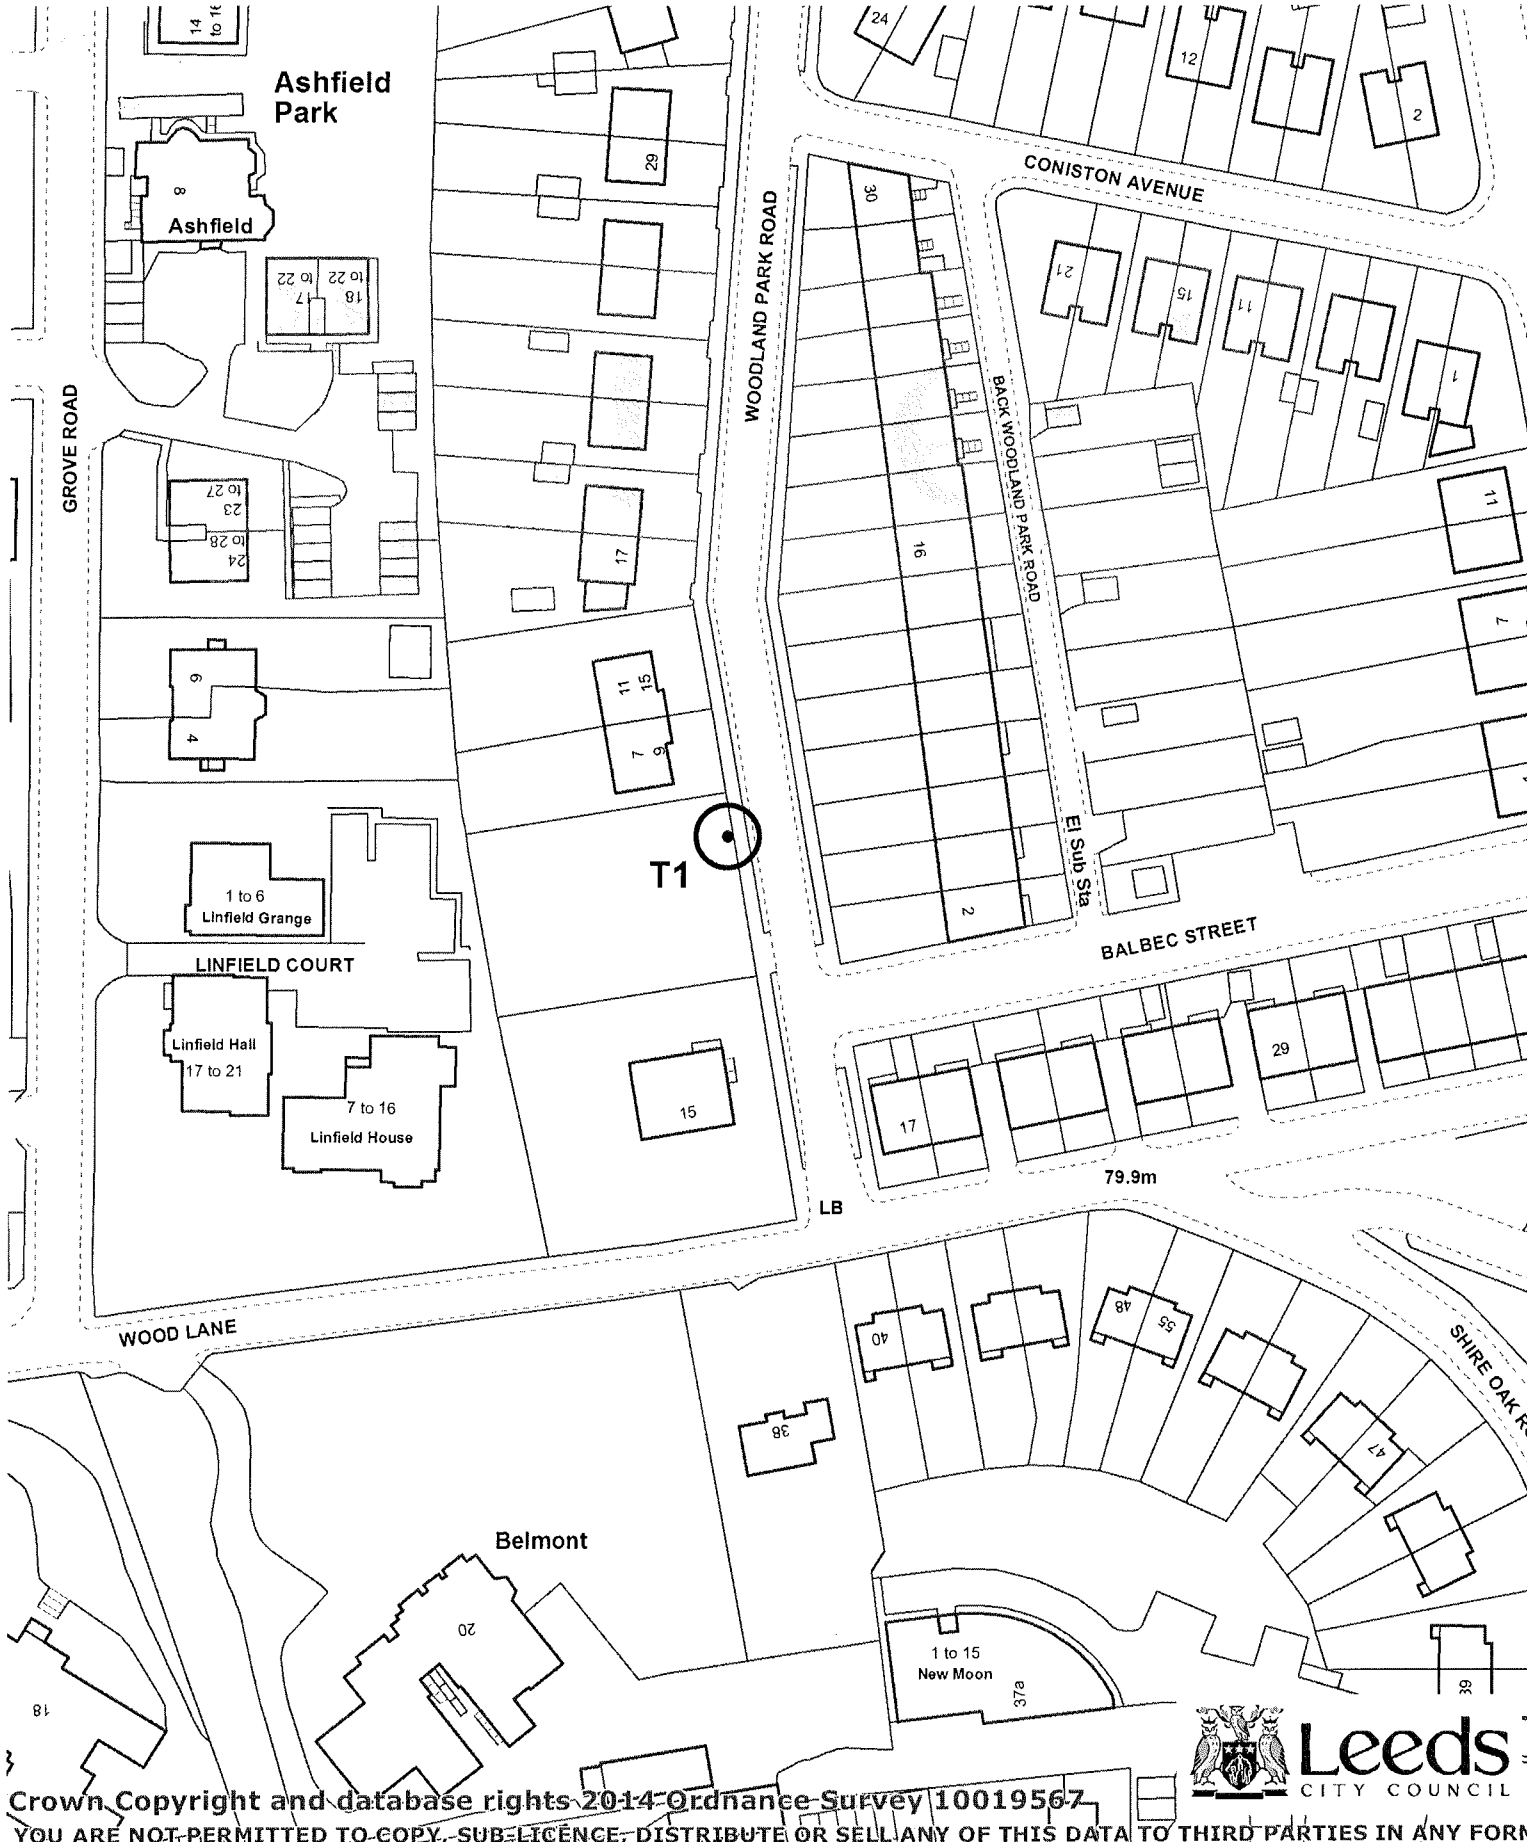 14
to 16
24
12
2
Ashfield
Park
29
8
Ashfield
CONISTON AVENUE
30
WOODLAND PARK ROAD
21
15
11
1
17
to 22
18
to 22
GROVE ROAD
BACK WOODLAND PARK ROAD
23
to 27
24
to 28
17
16
11
7
6
4
11
15
7
9
T1
El Sub Sta
2
1 to 6
Linfield Grange
LINFIELD COURT
BALBEC STREET
Linfield Hall
17 to 21
7 to 16
Linfield House
15
17
29
79.9m
LB
WOOD LANE
40
48
55
SHIRE OAK
47
38
Belmont
20
18
1 to 15
New Moon
37a
39
Leeds
CITY COUNCIL
Crown Copyright and database rights 2014 Ordnance Survey 10019567
YOU ARE NOT PERMITTED TO COPY, SUB-LICENCE, DISTRIBUTE OR SELL ANY OF THIS DATA TO THIRD PARTIES IN ANY FORM